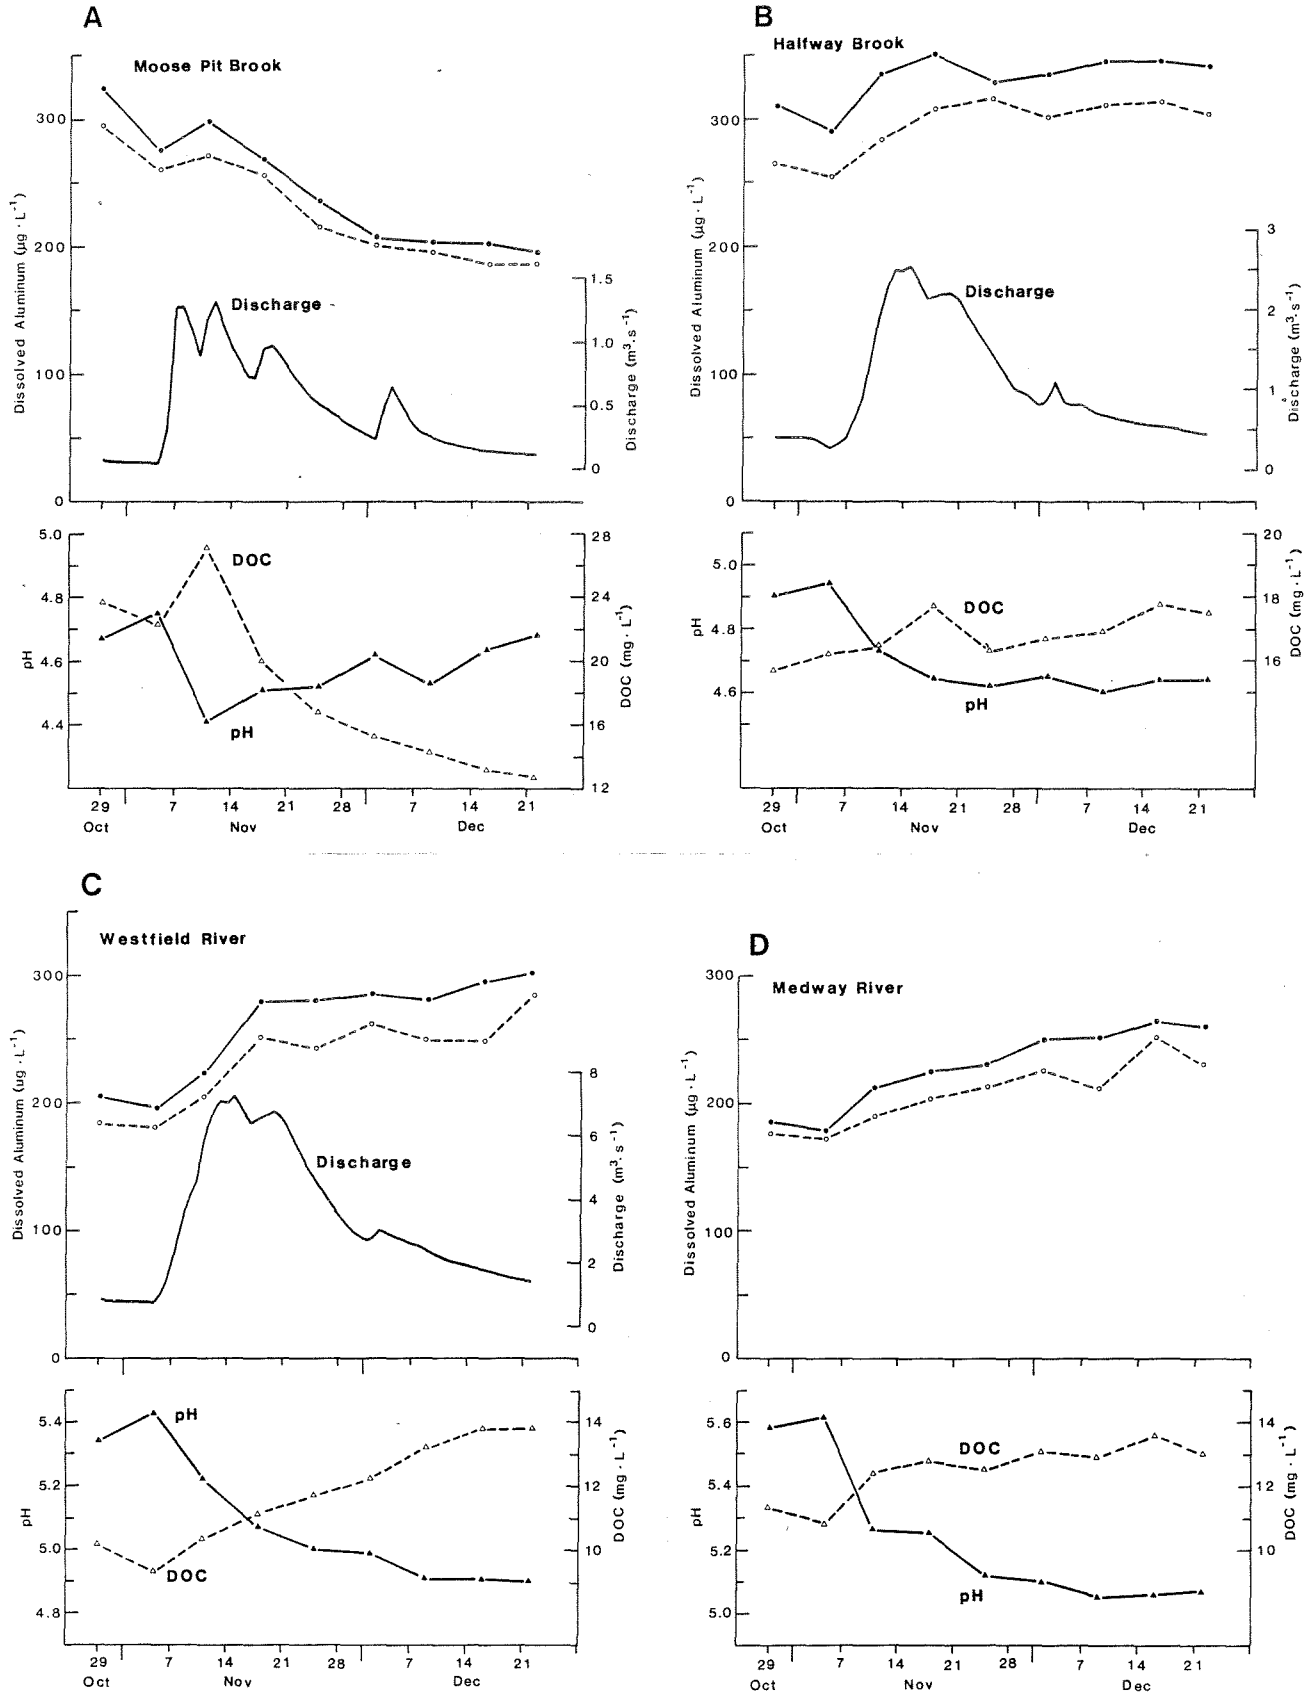 A
Moose Pit Brook
Dissolved Aluminum (µg · L⁻¹)
300
200
100
0
Discharge
1.5
1.0
0.5
0
Discharge (m³·s⁻¹)
pH
5.0
4.8
4.6
4.4
DOC
pH
28
24
20
16
12
DOC (mg · L⁻¹)
29 7 14 21 28 7 14 21
Oct Nov Dec
B
Halfway Brook
Dissolved Aluminum (µg · L⁻¹)
300
200
100
0
Discharge
3
2
1
0
Discharge (m³·s⁻¹)
pH
5.0
4.8
4.6
DOC
pH
20
18
16
DOC (mg · L⁻¹)
29 7 14 21 28 7 14 21
Oct Nov Dec
C
Westfield River
Dissolved Aluminum (ug · L⁻¹)
300
200
100
0
Discharge
8
6
4
2
0
Discharge (m³·s⁻¹)
pH
5.4
5.2
5.0
4.8
pH
DOC
14
12
10
DOC (mg · L⁻¹)
29 7 14 21 28 7 14 21
Oct Nov Dec
D
Medway River
Dissolved Aluminum (µg · L⁻¹)
300
200
100
0
pH
5.6
5.4
5.2
5.0
DOC
pH
14
12
10
DOC (mg · L⁻¹)
29 7 14 21 28 7 14 21
Oct Nov Dec